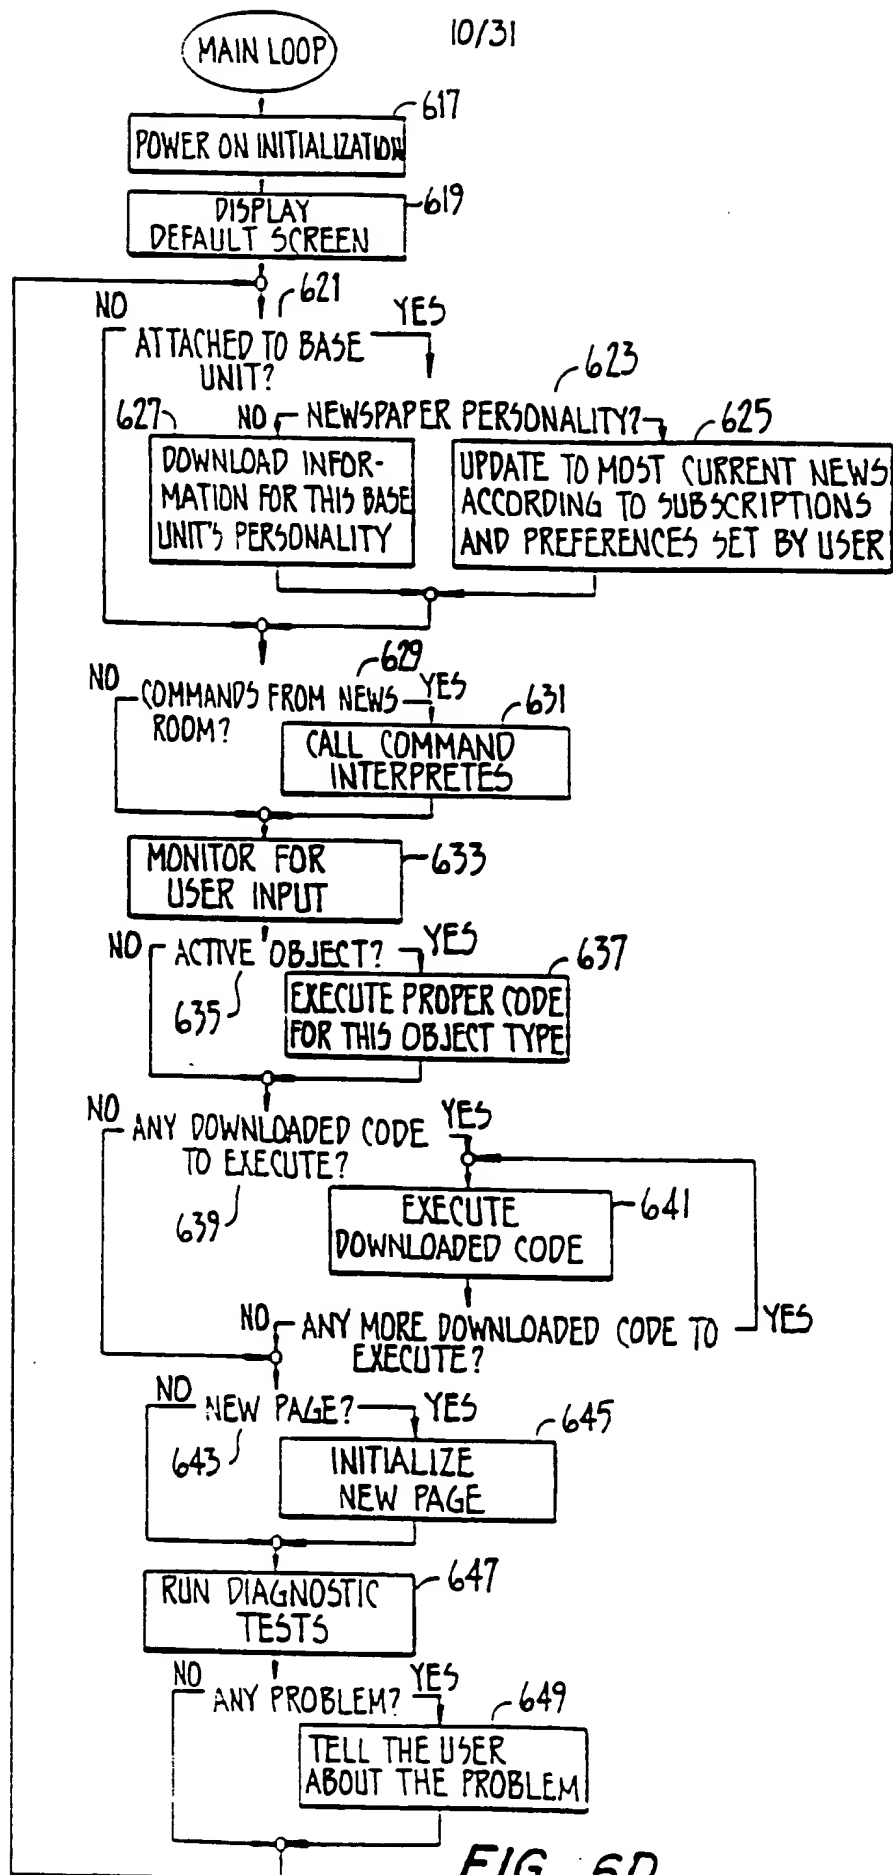 10/31
MAIN LOOP
617
POWER ON INITIALIZATION
619
DISPLAY
DEFAULT SCREEN
621
NO
YES
ATTACHED TO BASE
UNIT?
623
627
NO
NEWSPAPER PERSONALITY?
625
DOWNLOAD INFOR-
MATION FOR THIS BASE
UNIT'S PERSONALITY
UPDATE TO MOST CURRENT NEWS
ACCORDING TO SUBSCRIPTIONS
AND PREFERENCES SET BY USER
629
NO
COMMANDS FROM NEWS
ROOM?
YES
631
CALL COMMAND
INTERPRETES
MONITOR FOR
USER INPUT
633
NO
ACTIVE OBJECT?
YES
635
637
EXECUTE PROPER CODE
FOR THIS OBJECT TYPE
NO
ANY DOWNLOADED CODE
TO EXECUTE?
YES
639
641
EXECUTE
DOWNLOADED CODE
NO
ANY MORE DOWNLOADED CODE TO
EXECUTE?
YES
NO
NEW PAGE?
YES
643
645
INITIALIZE
NEW PAGE
647
RUN DIAGNOSTIC
TESTS
NO
ANY PROBLEM?
YES
649
TELL THE USER
ABOUT THE PROBLEM
FIG. 6D